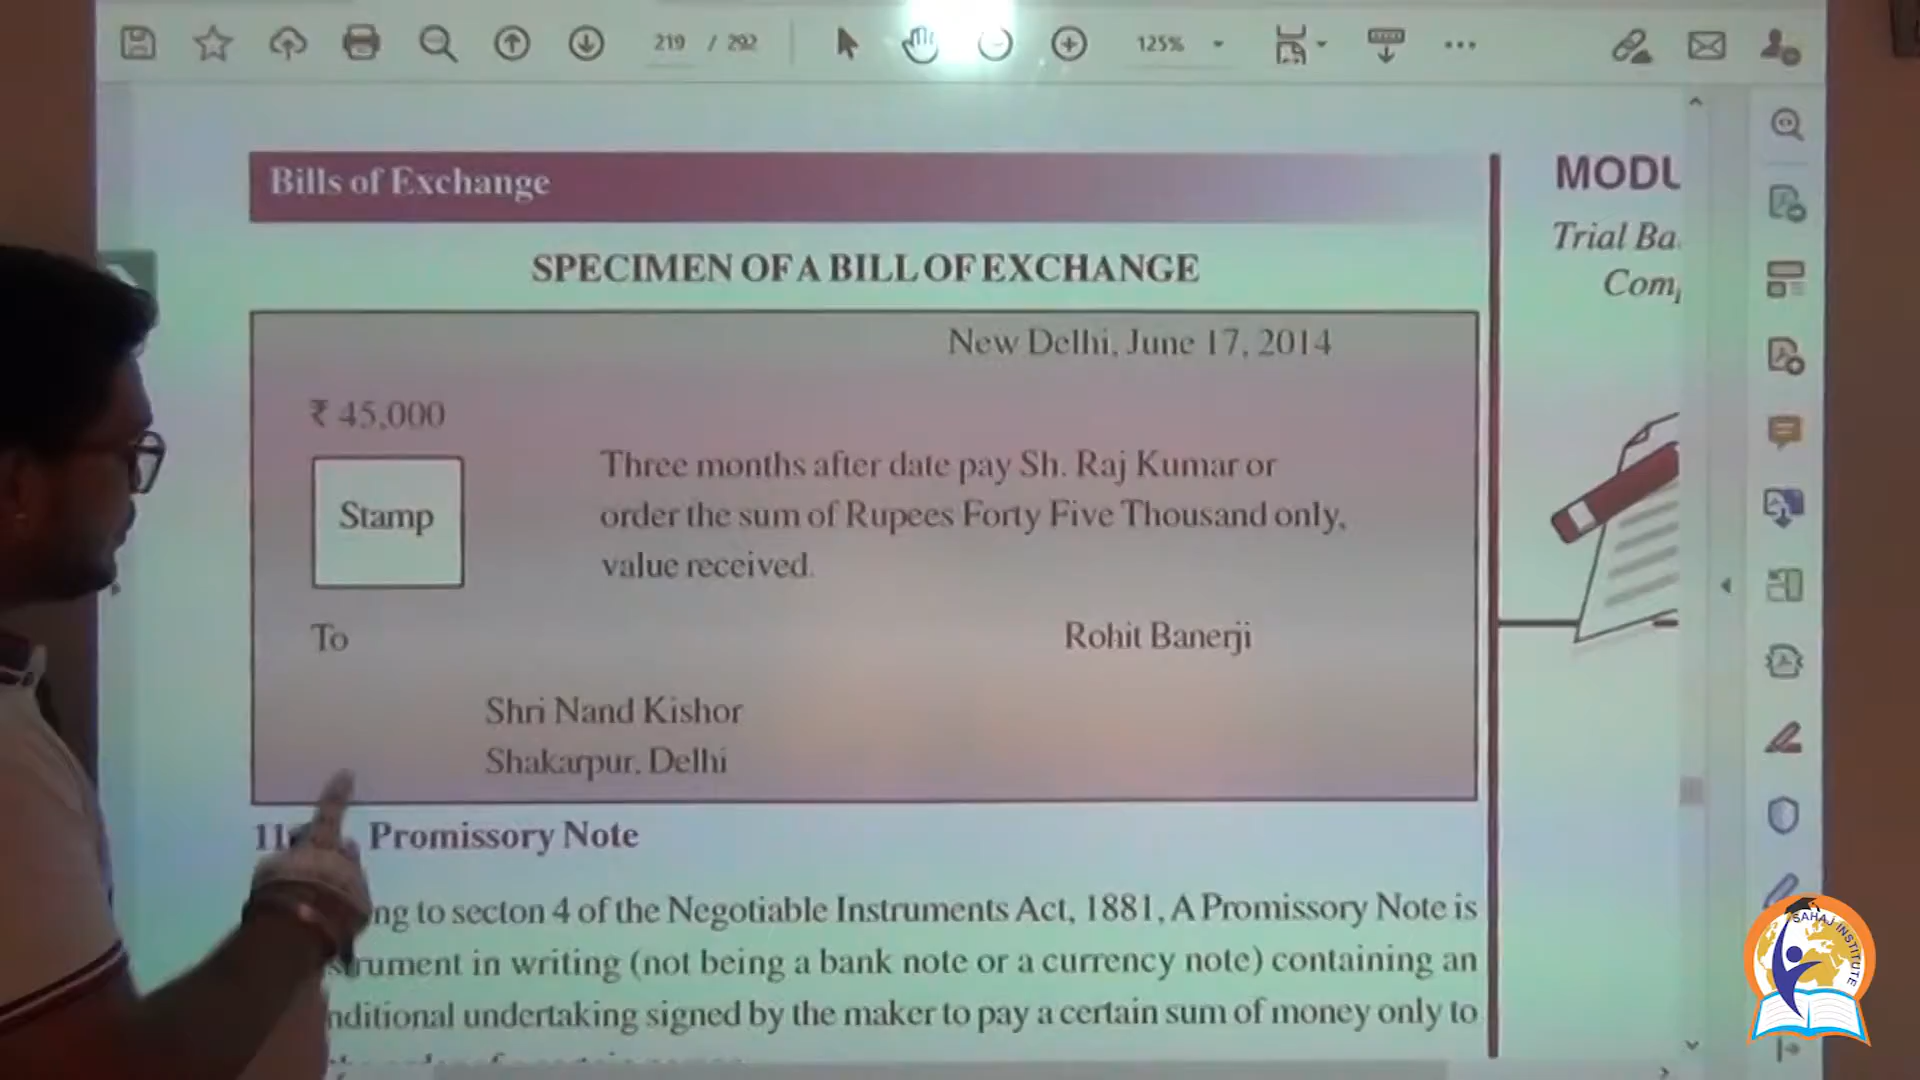 219 / 292
125%
Bills of Exchange
MODU
SPECIMEN OF A BILL OF EXCHANGE
Trial Ba
Com
New Delhi, June 17, 2014
₹ 45,000
Stamp
Three months after date pay Sh. Raj Kumar or
order the sum of Rupees Forty Five Thousand only,
value received.
To
Rohit Banerji
Shri Nand Kishor
Shakarpur, Delhi
Promissory Note
ng to secton 4 of the Negotiable Instruments Act, 1881, A Promissory Note is
rument in writing (not being a bank note or a currency note) containing an
nditional undertaking signed by the maker to pay a certain sum of money only to
SAHAJ INSTITUTE